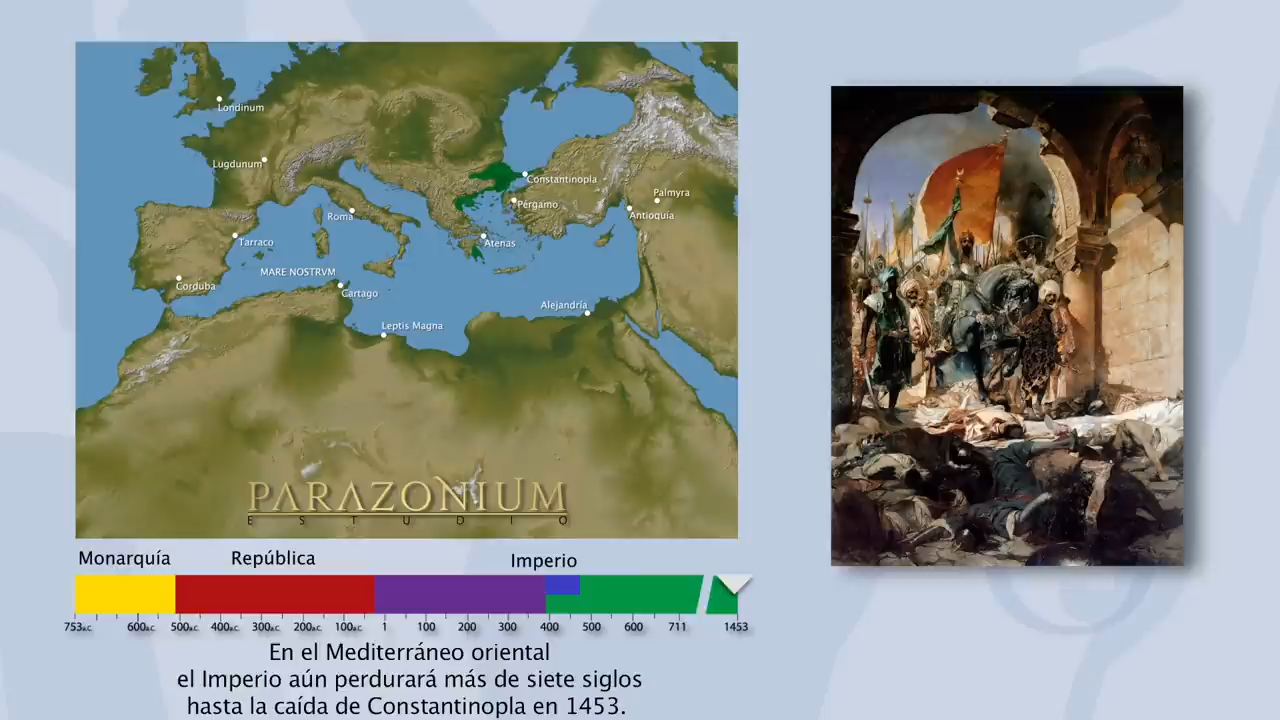 Londinum
Lugdunum
Constantinopla
Palmyra
Pérgamo
Antioquía
Roma
Tarraco
Atenas
MARE NOSTRVM
Corduba
Cartago
Alejandría
Leptis Magna
PARAZONIUM
ESTUDIO
Monarquía República Imperio
753a.C. 600a.C. 500a.C. 400a.C. 300a.C. 200a.C. 100a.C. 1 100 200 300 400 500 600 711 1453
En el Mediterráneo oriental
el Imperio aún perdurará más de siete siglos
hasta la caída de Constantinopla en 1453.